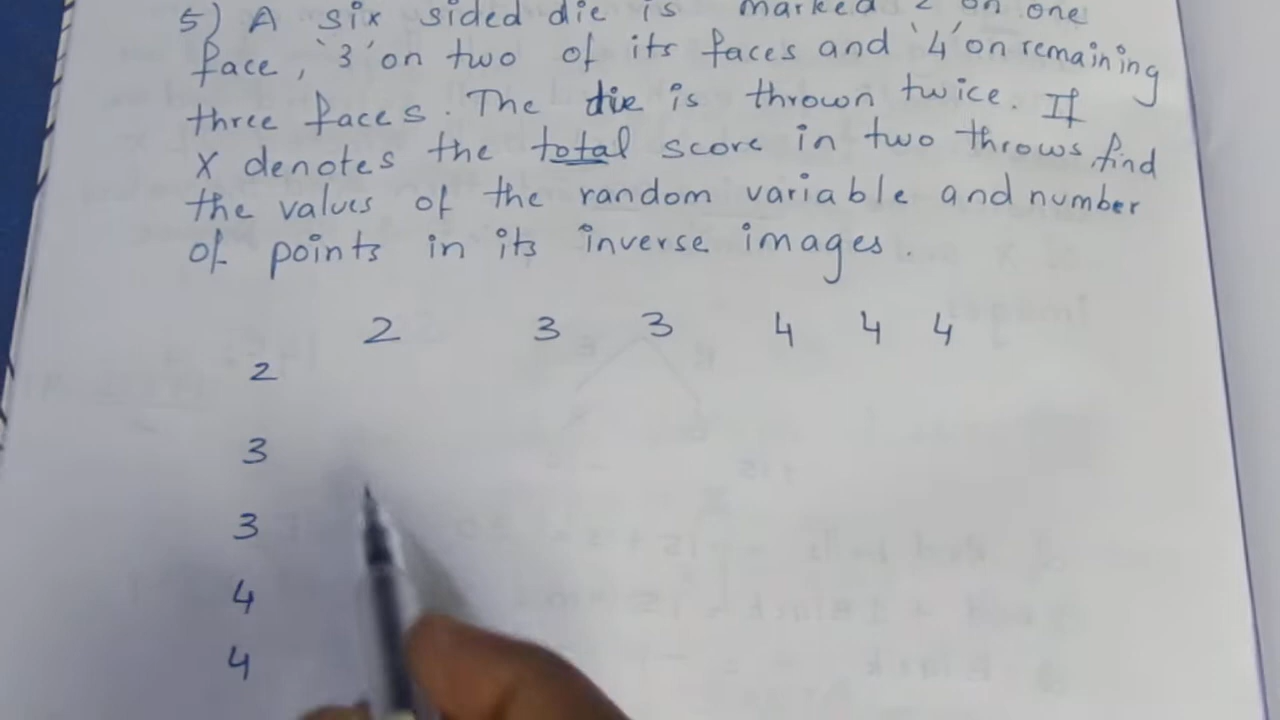 5) A six sided die is marked 2 on one
face, '3' on two of its faces and '4' on remaining
three faces. The die is thrown twice. If
X denotes the total score in two throws, find
the values of the random variable and number
of points in its inverse images.
2 3 3 4 4 4
2
3
3
4
4